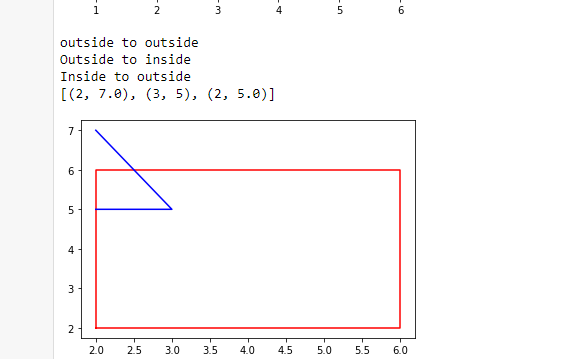 1 2 3 4 5 6
outside to outside
Outside to inside
Inside to outside
[(2, 7.0), (3, 5), (2, 5.0)]
7
6
5
4
3
2
2.0 2.5 3.0 3.5 4.0 4.5 5.0 5.5 6.0